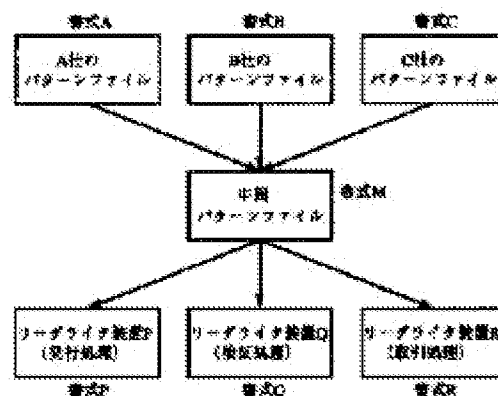 書式A
書式B
書式C
A社の
パターンファイル
B社の
パターンファイル
C社の
パターンファイル
中間
パターンファイル
書式M
リーダライタ装置P
(発行処理)
リーダライタ装置Q
(検証処理)
リーダライタ装置R
(取引処理)
書式P
書式Q
書式R